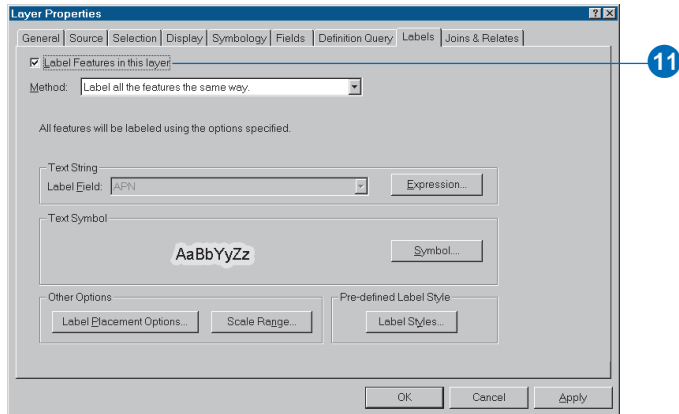 Layer Properties
General Source Selection Display Symbology Fields Definition Query Labels Joins & Relates
Label Features in this layer
11
Method: Label all the features the same way.
All features will be labeled using the options specified.
Text String
Label Field: APN Expression...
Text Symbol
AaBbYyZz Symbol...
Other Options Pre-defined Label Style
Label Placement Options... Scale Range... Label Styles...
OK Cancel Apply